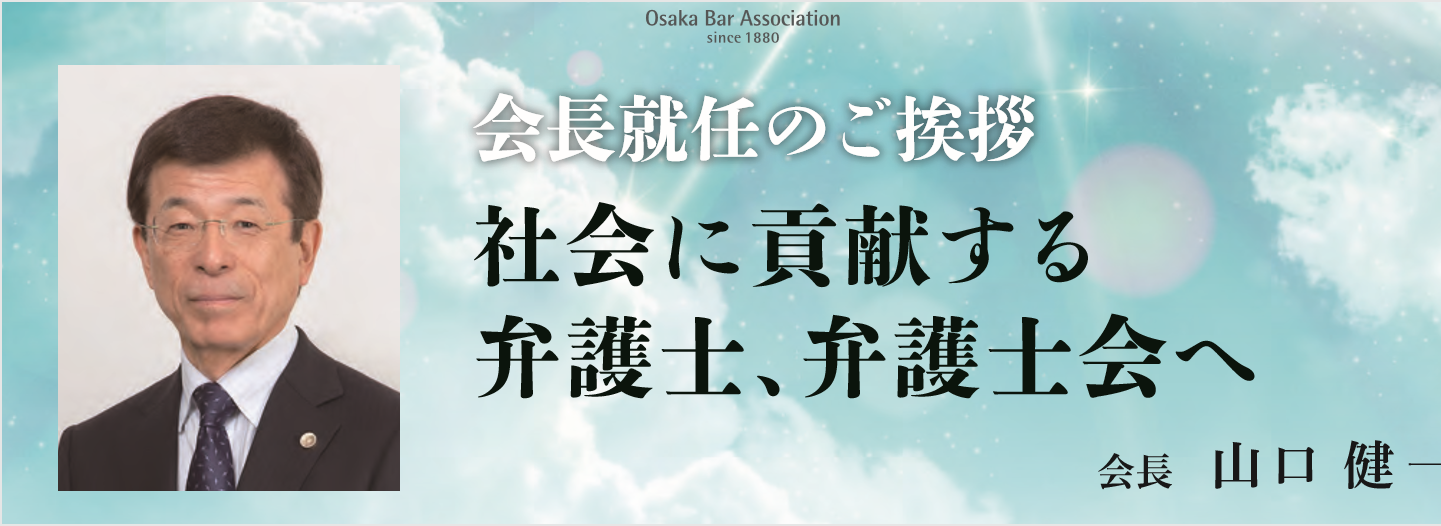 Osaka Bar Association
since 1880
会長就任のご挨拶
社会に貢献する
弁護士、弁護士会へ
会長 山口 健一